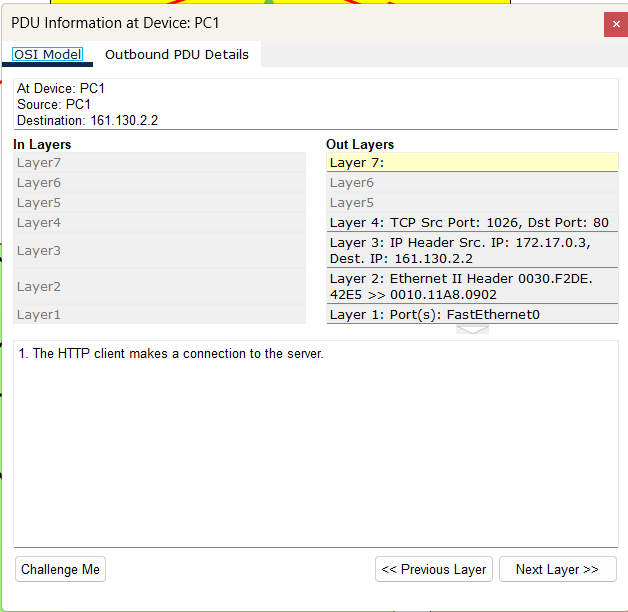 PDU Information at Device: PC1
×
OSI Model
Outbound PDU Details
At Device: PC1
Source: PC1
Destination: 161.130.2.2
In Layers
Layer7
Layer6
Layer5
Layer4
Layer3
Layer2
Layer1
Out Layers
Layer 7:
Layer6
Layer5
Layer 4: TCP Src Port: 1026, Dst Port: 80
Layer 3: IP Header Src. IP: 172.17.0.3,
Dest. IP: 161.130.2.2
Layer 2: Ethernet II Header 0030.F2DE.
42E5 >> 0010.11A8.0902
Layer 1: Port(s): FastEthernet0
1. The HTTP client makes a connection to the server.
Challenge Me
<< Previous Layer
Next Layer >>